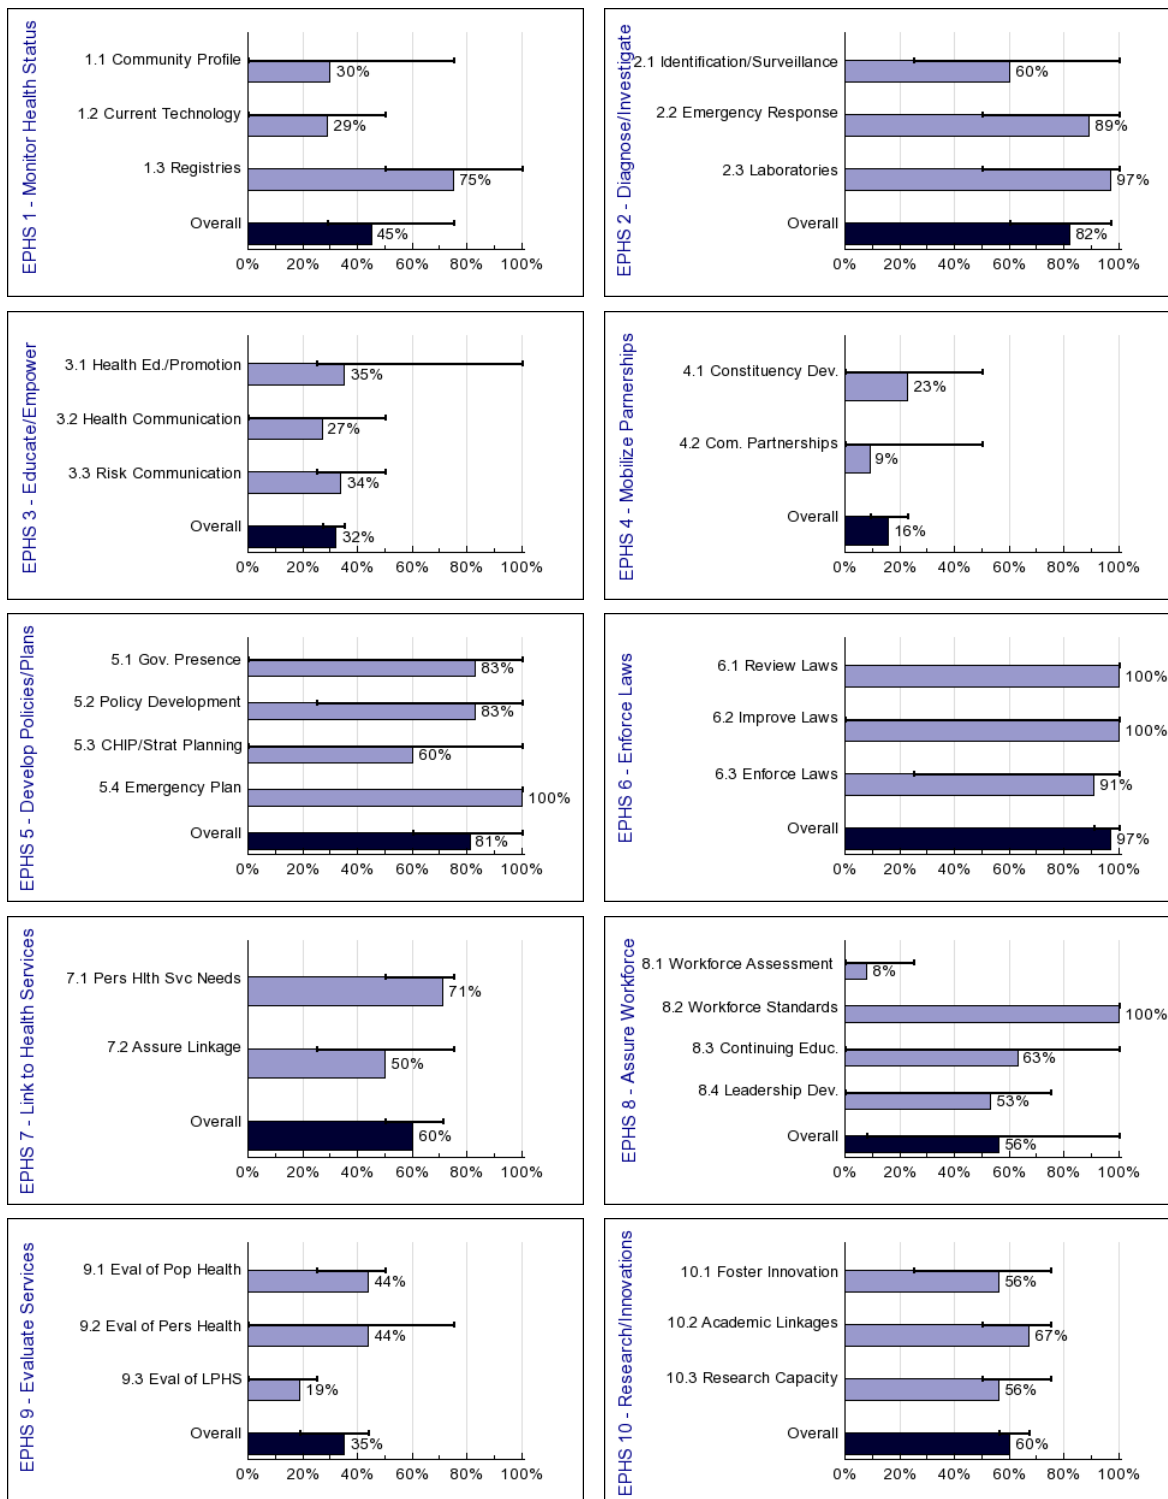 EPHS 1 - Monitor Health Status
1.1 Community Profile
30%
1.2 Current Technology
29%
1.3 Registries
75%
Overall
45%
0% 20% 40% 60% 80% 100%
EPHS 2 - Diagnose/Investigate
2.1 Identification/Surveillance
60%
2.2 Emergency Response
89%
2.3 Laboratories
97%
Overall
82%
0% 20% 40% 60% 80% 100%
EPHS 3 - Educate/Empower
3.1 Health Ed./Promotion
35%
3.2 Health Communication
27%
3.3 Risk Communication
34%
Overall
32%
0% 20% 40% 60% 80% 100%
EPHS 4 - Mobilize Parnerships
4.1 Constituency Dev.
23%
4.2 Com. Partnerships
9%
Overall
16%
0% 20% 40% 60% 80% 100%
EPHS 5 - Develop Policies/Plans
5.1 Gov. Presence
83%
5.2 Policy Development
83%
5.3 CHIP/Strat Planning
60%
5.4 Emergency Plan
100%
Overall
81%
0% 20% 40% 60% 80% 100%
EPHS 6 - Enforce Laws
6.1 Review Laws
100%
6.2 Improve Laws
100%
6.3 Enforce Laws
91%
Overall
97%
0% 20% 40% 60% 80% 100%
EPHS 7 - Link to Health Services
7.1 Pers Hlth Svc Needs
71%
7.2 Assure Linkage
50%
Overall
60%
0% 20% 40% 60% 80% 100%
EPHS 8 - Assure Workforce
8.1 Workforce Assessment
8%
8.2 Workforce Standards
100%
8.3 Continuing Educ.
63%
8.4 Leadership Dev.
53%
Overall
56%
0% 20% 40% 60% 80% 100%
EPHS 9 - Evaluate Services
9.1 Eval of Pop Health
44%
9.2 Eval of Pers Health
44%
9.3 Eval of LPHS
19%
Overall
35%
0% 20% 40% 60% 80% 100%
EPHS 10 - Research/Innovations
10.1 Foster Innovation
56%
10.2 Academic Linkages
67%
10.3 Research Capacity
56%
Overall
60%
0% 20% 40% 60% 80% 100%